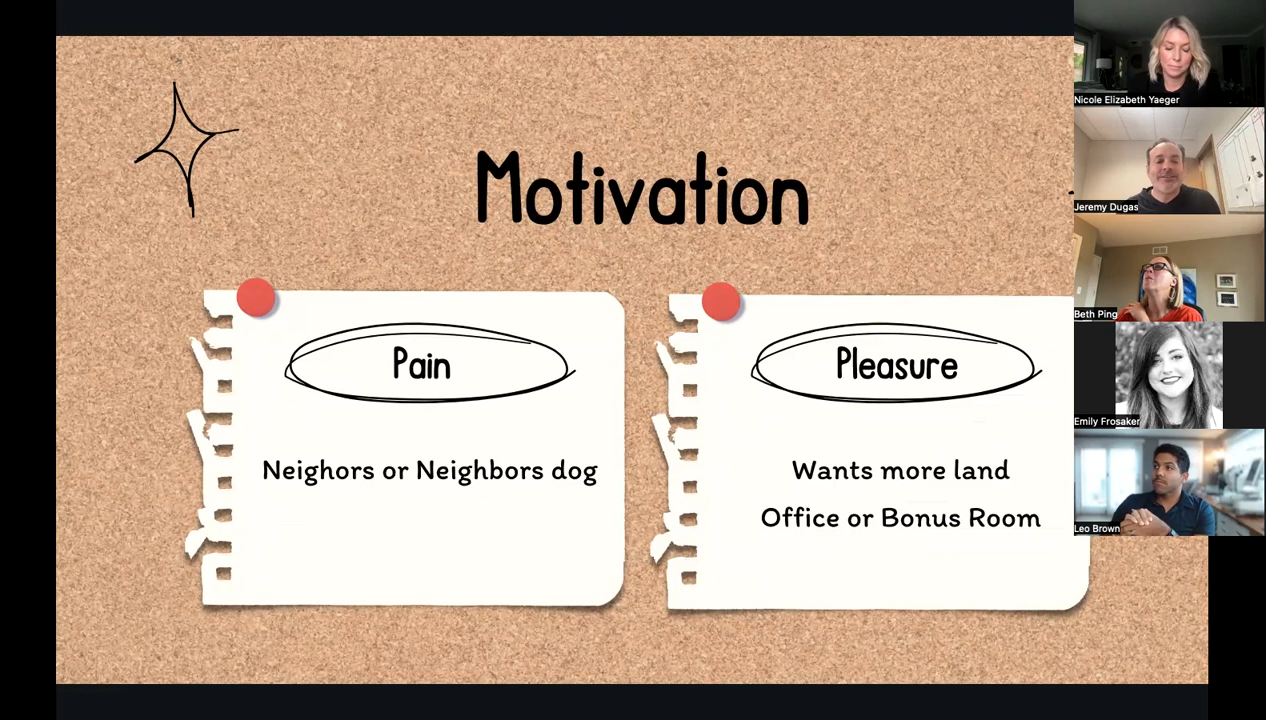 Motivation
Pain
Neighors or Neighbors dog
Pleasure
Wants more land
Office or Bonus Room
Nicole Elizabeth Yaeger
Jeremy Dugas
Beth Ping
Emily Frosaker
Leo Brown